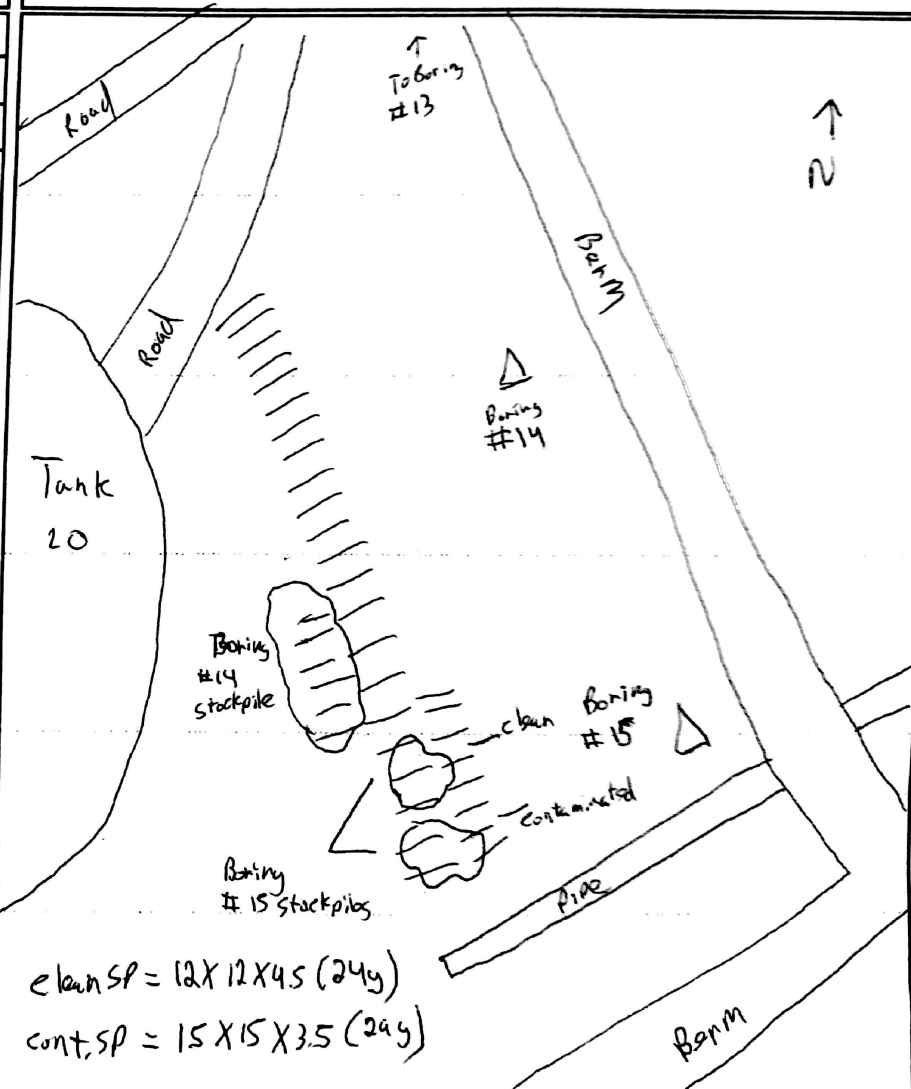 ↑
To Boring
#13
Road
↑
N
Berm
Road
Boring
#14
Tank
20
Boring
#14
stockpile
clean
Boring
#15
contaminated
Boring
#15 stockpiles
Pipe
clean SP = 12 X 12 X 4.5 (24y)
cont. SP = 15 X 15 X 3.5 (29y)
Berm